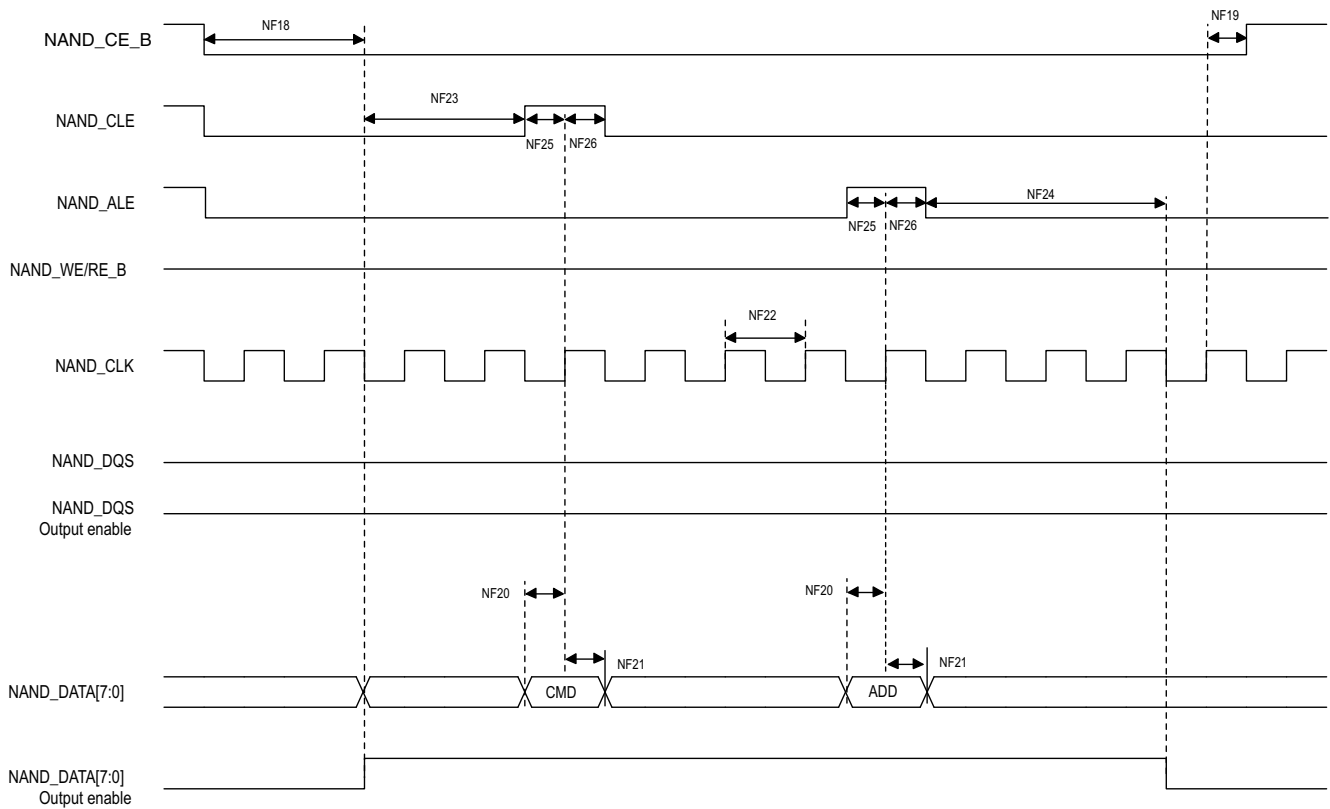 NF19
NF18
NAND_CE_B
NF23
NAND_CLE
NF25 NF26
NF24
NAND_ALE
NF25 NF26
NAND_WE/RE_B
NF22
NAND_CLK
NAND_DQS
NAND_DQS
Output enable
NF20
NF20
NF21
NF21
NAND_DATA[7:0]
CMD
ADD
NAND_DATA[7:0]
Output enable